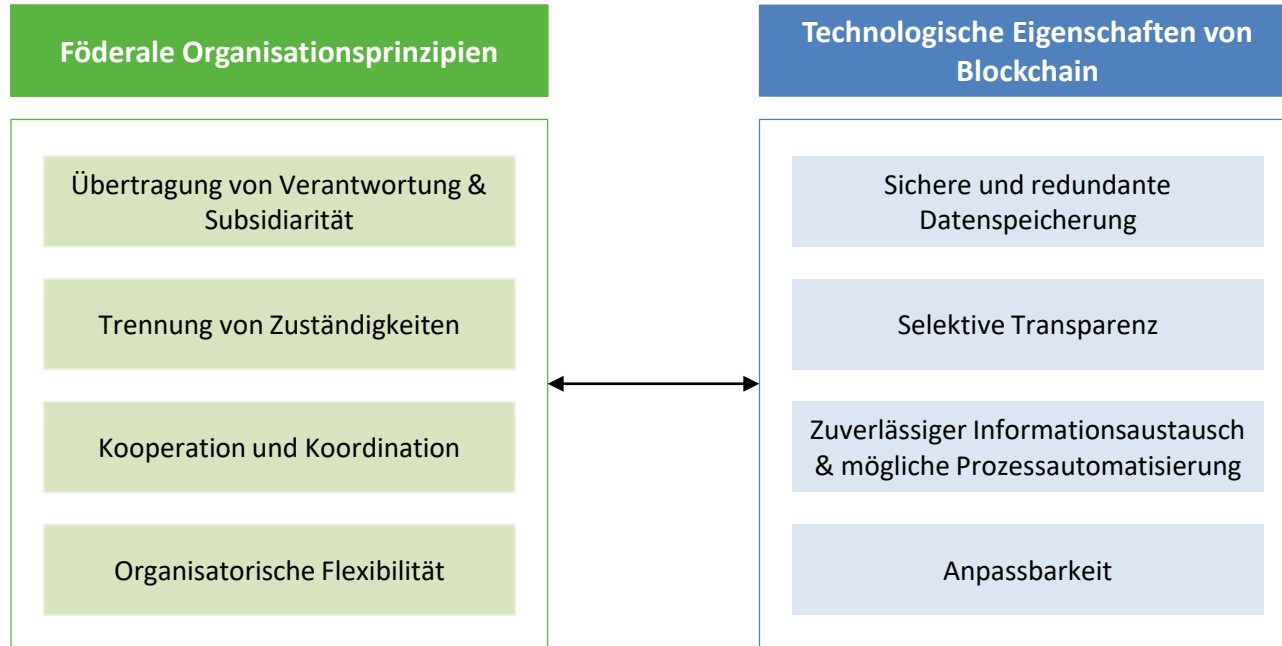 Föderale Organisationsprinzipien
Übertragung von Verantwortung &
Subsidiarität
Trennung von Zuständigkeiten
Kooperation und Koordination
Organisatorische Flexibilität
Technologische Eigenschaften von
Blockchain
Sichere und redundante
Datenspeicherung
Selektive Transparenz
Zuverlässiger Informationsaustausch
& mögliche Prozessautomatisierung
Anpassbarkeit